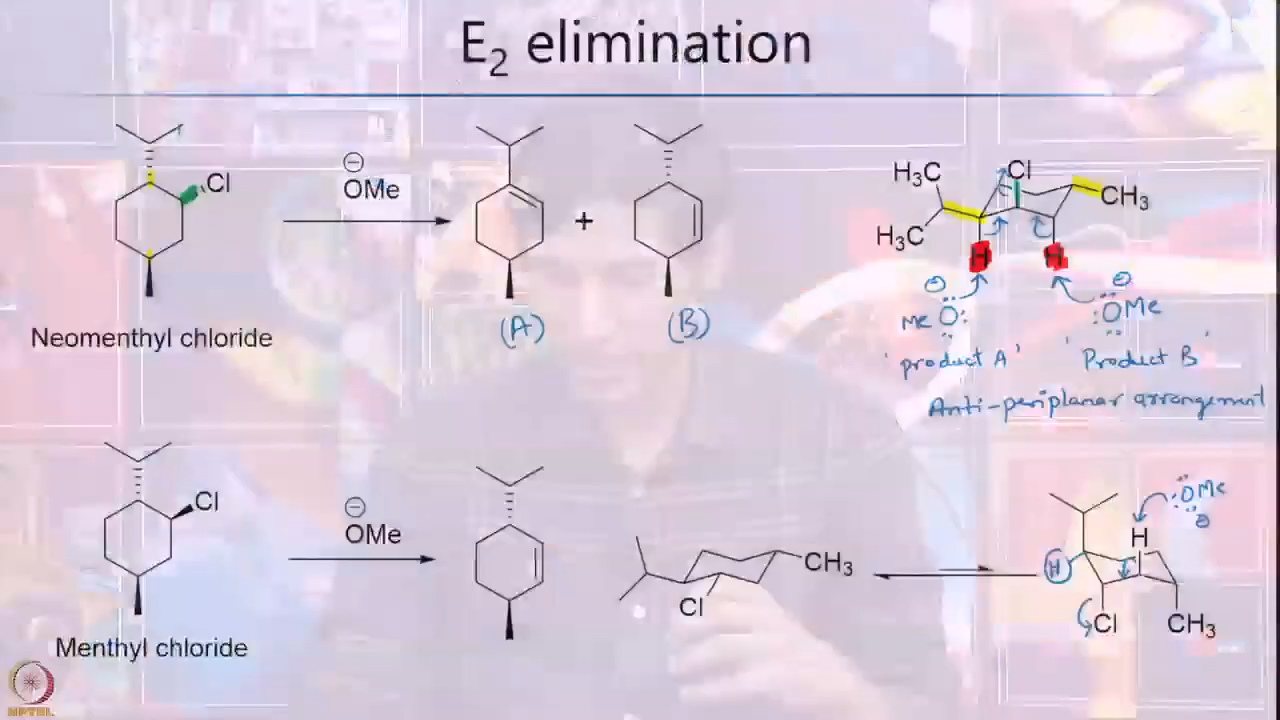 E₂ elimination
Cl
⊖
OMe
+
Neomenthyl chloride
(A)
(B)
H₃C
Cl
CH₃
H₃C
H
H
⊖
MeO:
⊖
:OMe
'product A'
'Product B'
Anti-periplanar arrangement
Cl
⊖
OMe
Menthyl chloride
CH₃
Cl
:OMe
⊖
H
H
Cl
CH₃
NPTEL